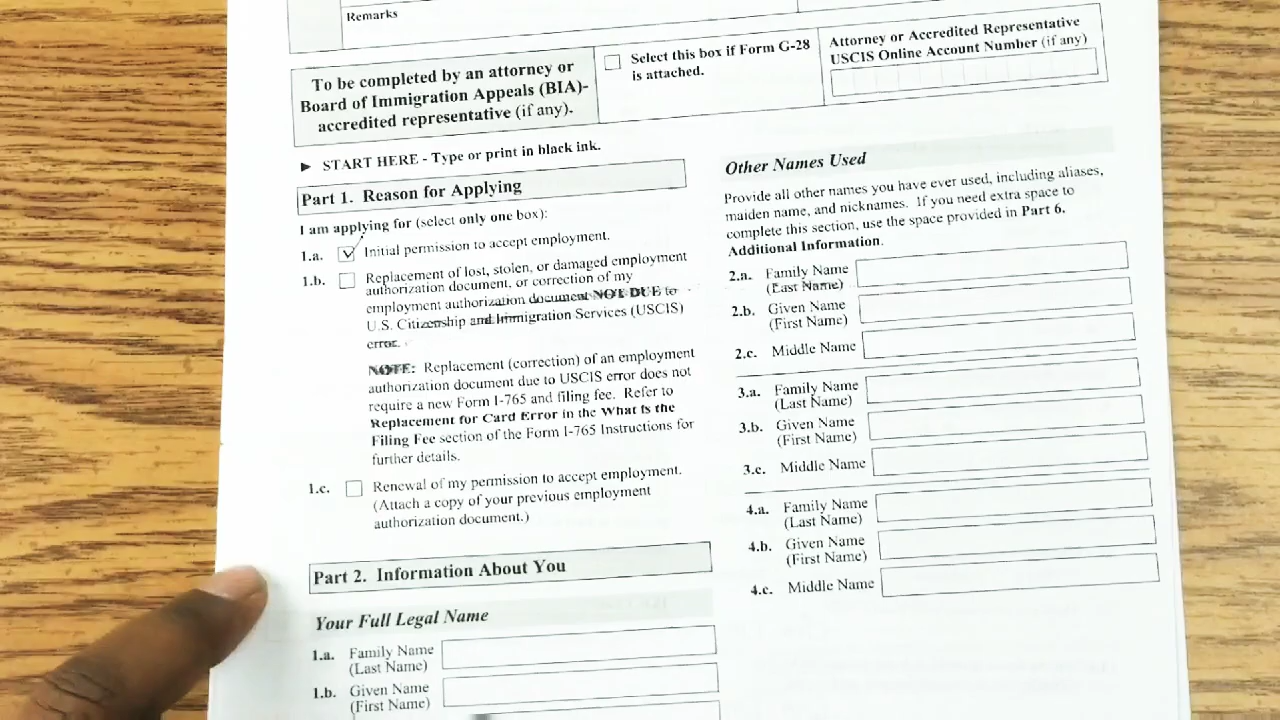 Remarks
To be completed by an attorney or
Board of Immigration Appeals (BIA)-
accredited representative (if any).
Select this box if Form G-28
is attached.
Attorney or Accredited Representative
USCIS Online Account Number (if any)
► START HERE - Type or print in black ink.
Part 1. Reason for Applying
I am applying for (select only one box):
1.a. Initial permission to accept employment.
1.b. Replacement of lost, stolen, or damaged employment
authorization document, or correction of my
employment authorization document NOT DUE to
U.S. Citizenship and Immigration Services (USCIS)
error.
NOTE: Replacement (correction) of an employment
authorization document due to USCIS error does not
require a new Form I-765 and filing fee. Refer to
Replacement for Card Error in the What Is the
Filing Fee section of the Form I-765 Instructions for
further details.
1.c. Renewal of my permission to accept employment.
(Attach a copy of your previous employment
authorization document.)
Part 2. Information About You
Your Full Legal Name
1.a. Family Name
(Last Name)
1.b. Given Name
(First Name)
Other Names Used
Provide all other names you have ever used, including aliases,
maiden name, and nicknames. If you need extra space to
complete this section, use the space provided in Part 6.
Additional Information.
2.a. Family Name
(Last Name)
2.b. Given Name
(First Name)
2.c. Middle Name
3.a. Family Name
(Last Name)
3.b. Given Name
(First Name)
3.c. Middle Name
4.a. Family Name
(Last Name)
4.b. Given Name
(First Name)
4.c. Middle Name